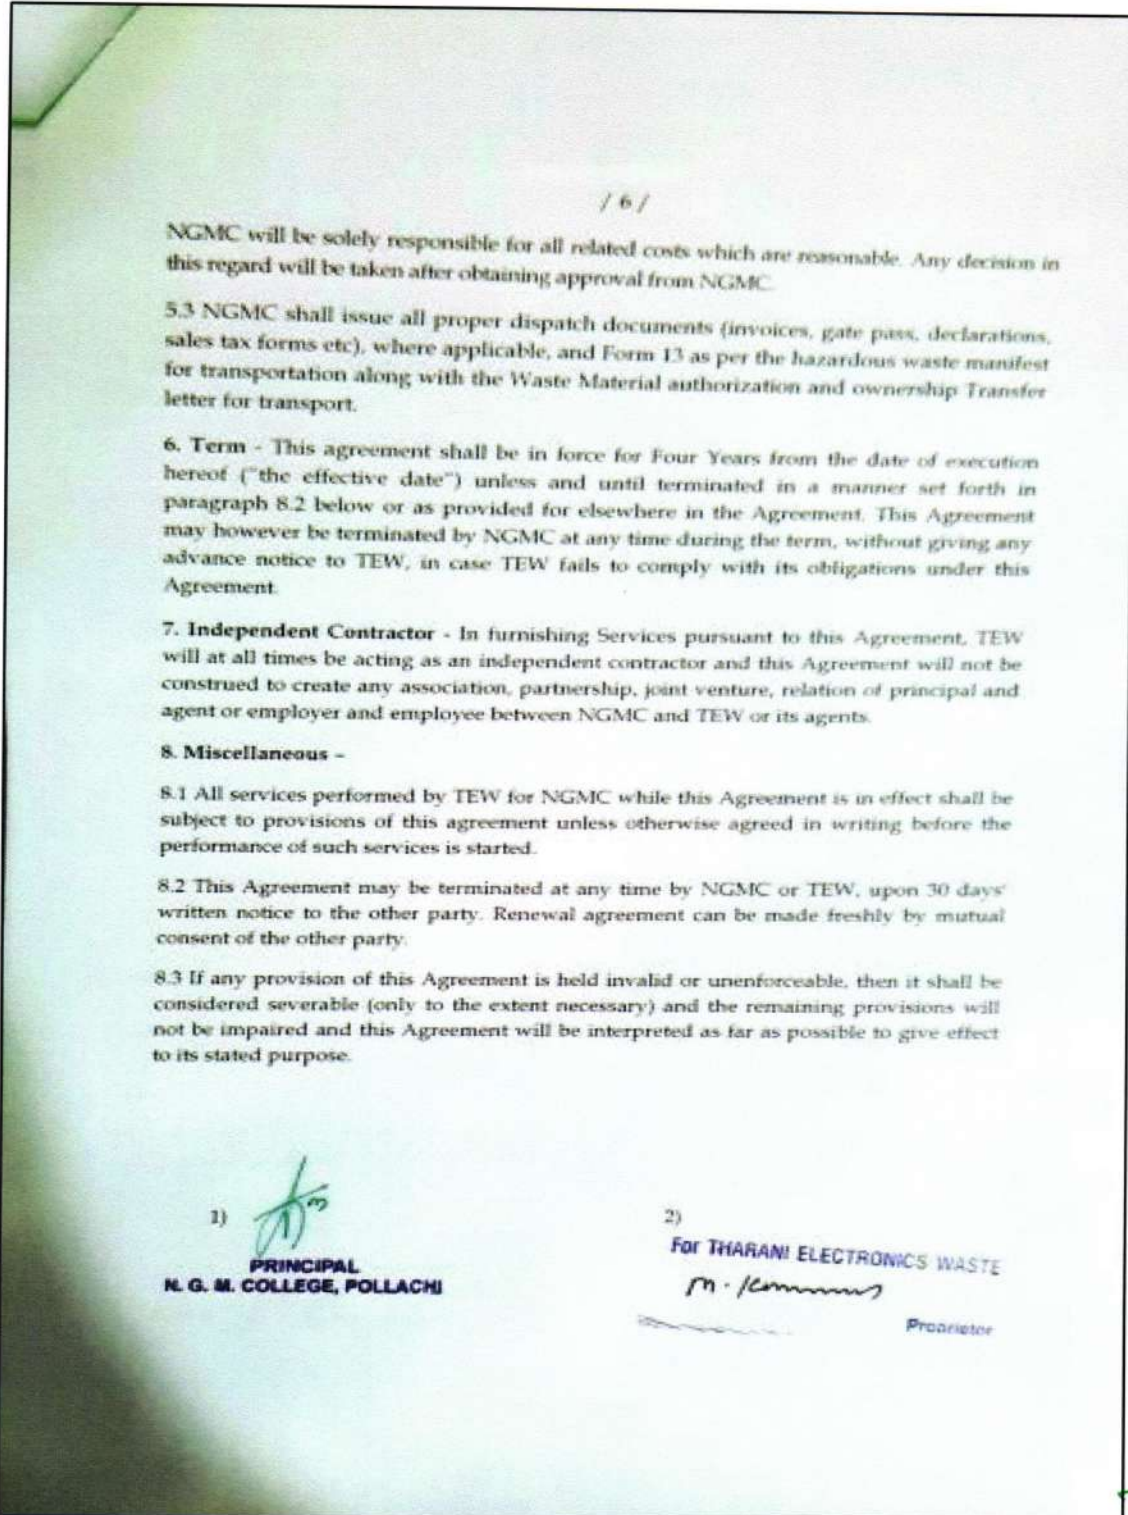 / 6 /
NGMC will be solely responsible for all related costs which are reasonable. Any decision in
this regard will be taken after obtaining approval from NGMC.
5.3 NGMC shall issue all proper dispatch documents (invoices, gate pass, declarations,
sales tax forms etc), where applicable, and Form 13 as per the hazardous waste manifest
for transportation along with the Waste Material authorization and ownership Transfer
letter for transport.
6. Term - This agreement shall be in force for Four Years from the date of execution
hereof ("the effective date") unless and until terminated in a manner set forth in
paragraph 8.2 below or as provided for elsewhere in the Agreement. This Agreement
may however be terminated by NGMC at any time during the term, without giving any
advance notice to TEW, in case TEW fails to comply with its obligations under this
Agreement.
7. Independent Contractor - In furnishing Services pursuant to this Agreement, TEW
will at all times be acting as an independent contractor and this Agreement will not be
construed to create any association, partnership, joint venture, relation of principal and
agent or employer and employee between NGMC and TEW or its agents.
8. Miscellaneous –
8.1 All services performed by TEW for NGMC while this Agreement is in effect shall be
subject to provisions of this agreement unless otherwise agreed in writing before the
performance of such services is started.
8.2 This Agreement may be terminated at any time by NGMC or TEW, upon 30 days'
written notice to the other party. Renewal agreement can be made freshly by mutual
consent of the other party.
8.3 If any provision of this Agreement is held invalid or unenforceable, then it shall be
considered severable (only to the extent necessary) and the remaining provisions will
not be impaired and this Agreement will be interpreted as far as possible to give effect
to its stated purpose.
1)
PRINCIPAL
N. G. M. COLLEGE, POLLACHI
2)
For THARANI ELECTRONICS WASTE
Proprietor